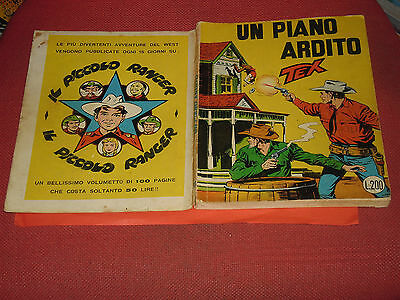 LE PIÙ DIVERTENTI AVVENTURE DEL WEST
VENGONO PUBBLICATE OGNI 15 GIORNI SU:
IL PICCOLO RANGER
IL PICCOLO RANGER
UN BELLISSIMO VOLUMETTO DI 100 PAGINE
CHE COSTA SOLTANTO 50 LIRE!!
UN PIANO
ARDITO
TEX
L.200